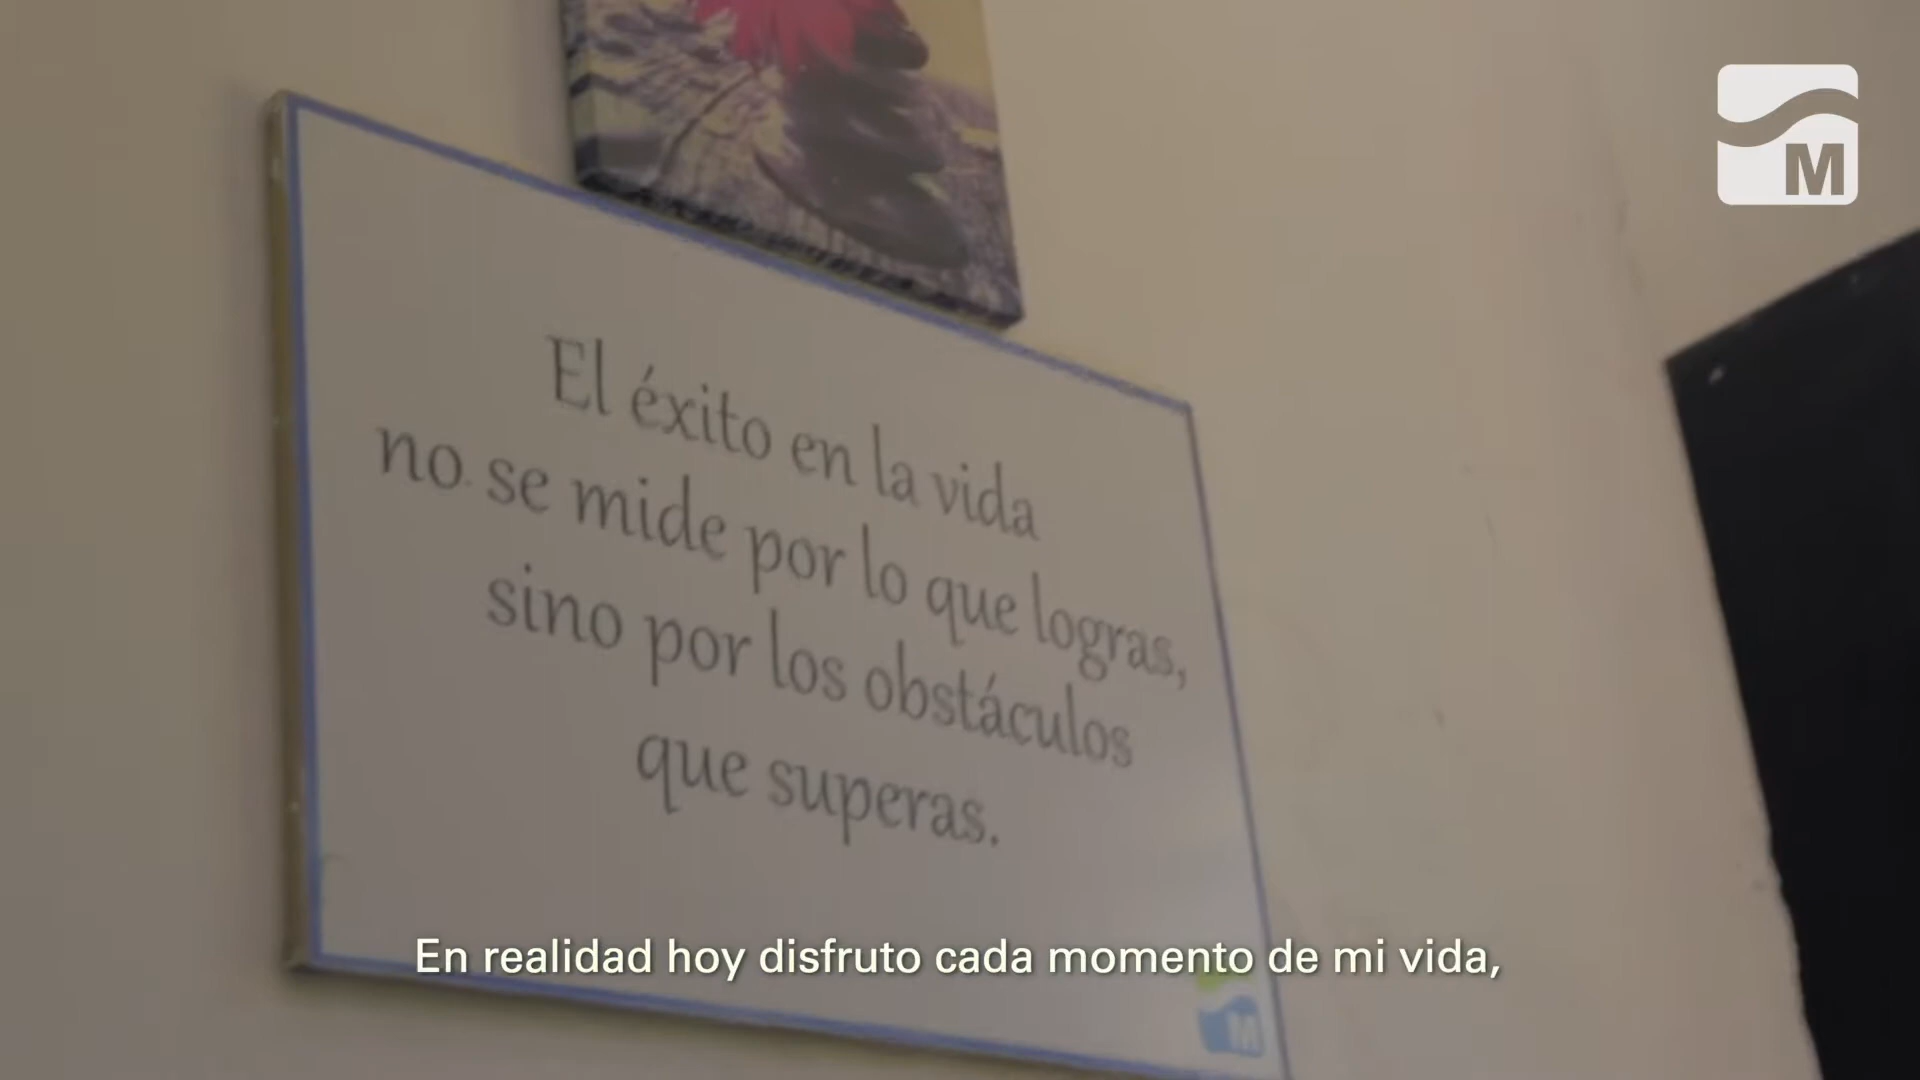 M
El éxito en la vida
no se mide por lo que logras,
sino por los obstáculos
que superas.
En realidad hoy disfruto cada momento de mi vida,
M